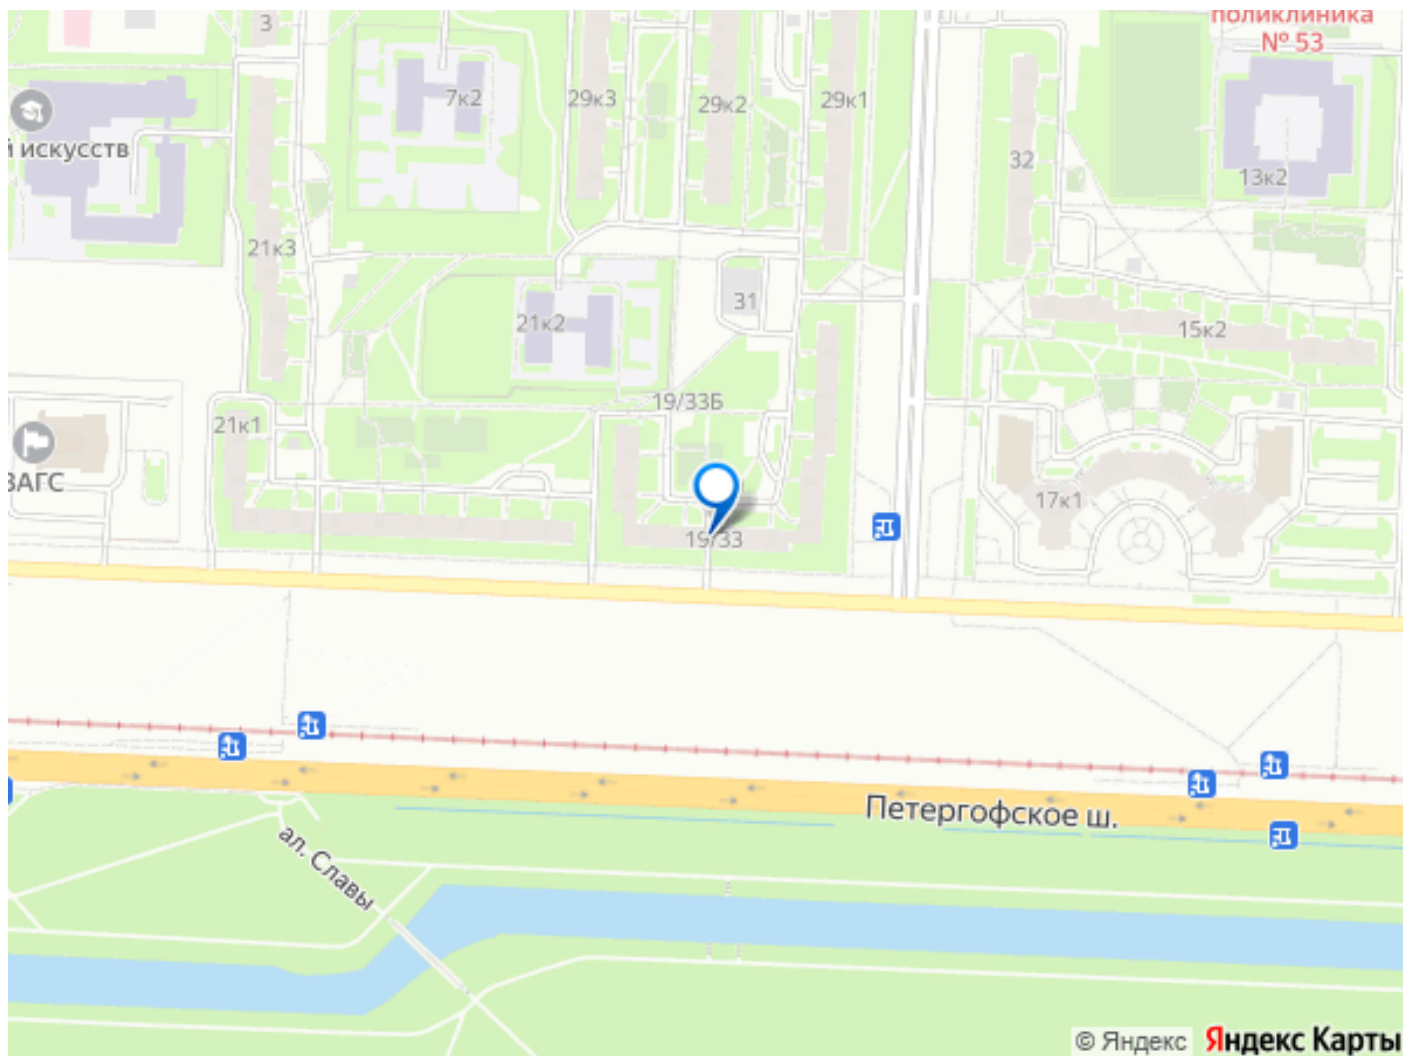 поликлиника
№ 53
3
7к2
29к3
29к2
29к1
й искусств
32
13к2
21к3
31
21к2
15к2
19/33Б
21к1
ЗАГС
17к1
19/33
Петергофское ш.
ал. Славы
© Яндекс
Яндекс Карты